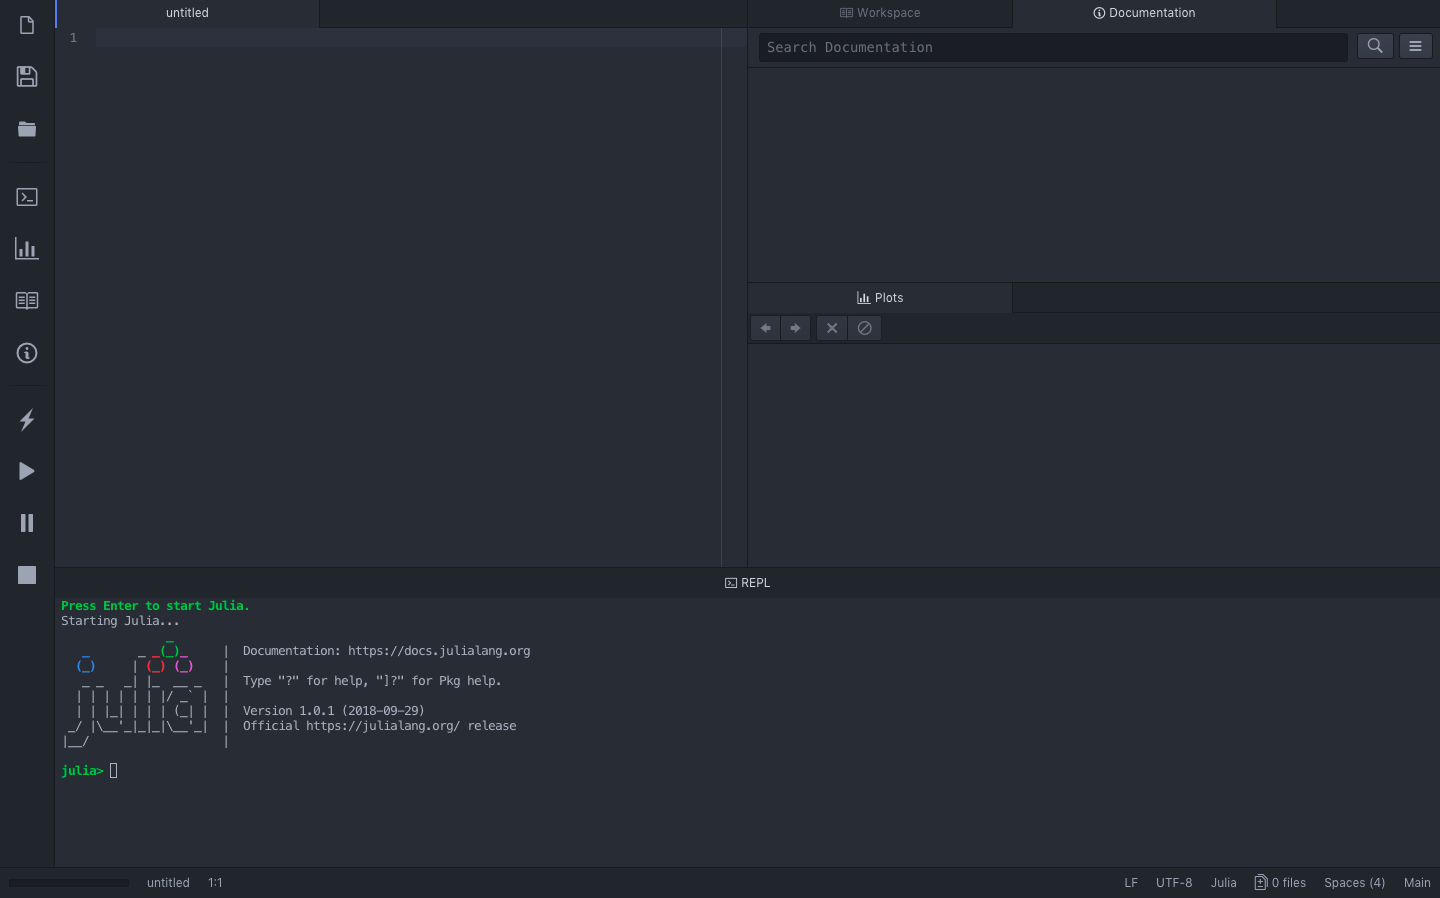 untitled
Workspace
Documentation
1
Search Documentation
Plots
REPL
Press Enter to start Julia.
Starting Julia...
               _
   _       _ _(_)_     |  Documentation: https://docs.julialang.org
  (_)     | (_) (_)    |
   _ _   _| |_  __ _   |  Type "?" for help, "]?" for Pkg help.
  | | | | | | |/ _` |  |
  | | |_| | | | (_| |  |  Version 1.0.1 (2018-09-29)
 _/ |\__'_|_|_|\__'_|  |  Official https://julialang.org/ release
|__/                   |
julia>
untitled 1:1 LF UTF-8 Julia 0 files Spaces (4) Main